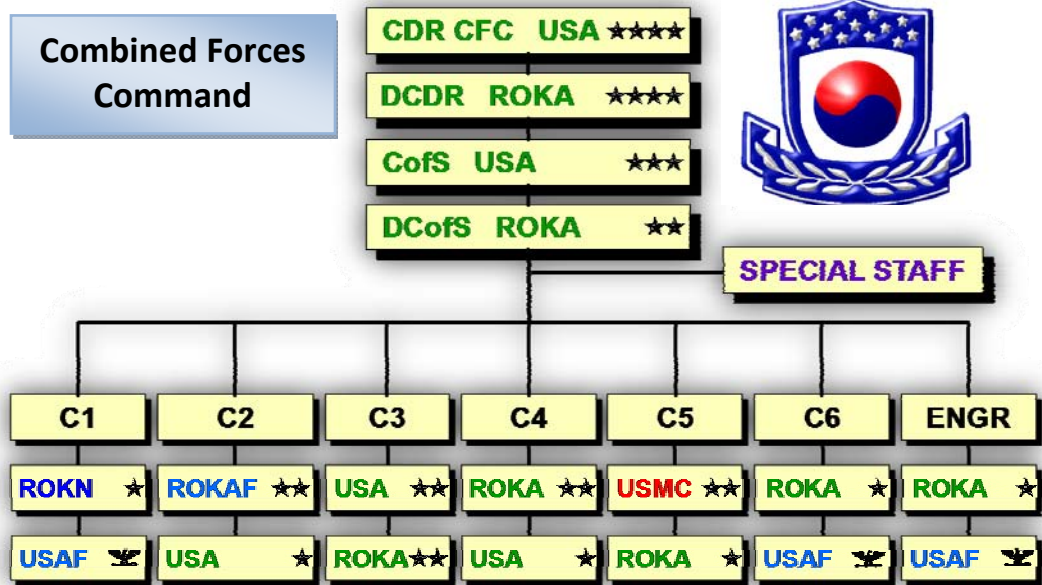 Combined Forces
Command
CDR CFC USA ★★★★
DCDR ROKA ★★★★
CofS USA ★★★
DCofS ROKA ★★
SPECIAL STAFF
C1 C2 C3 C4 C5 C6 ENGR
ROKN ★ ROKAF ★★ USA ★★ ROKA ★★ USMC ★★ ROKA ★ ROKA ★
USAF USA ★ ROKA★★ USA ★ ROKA ★ USAF USAF